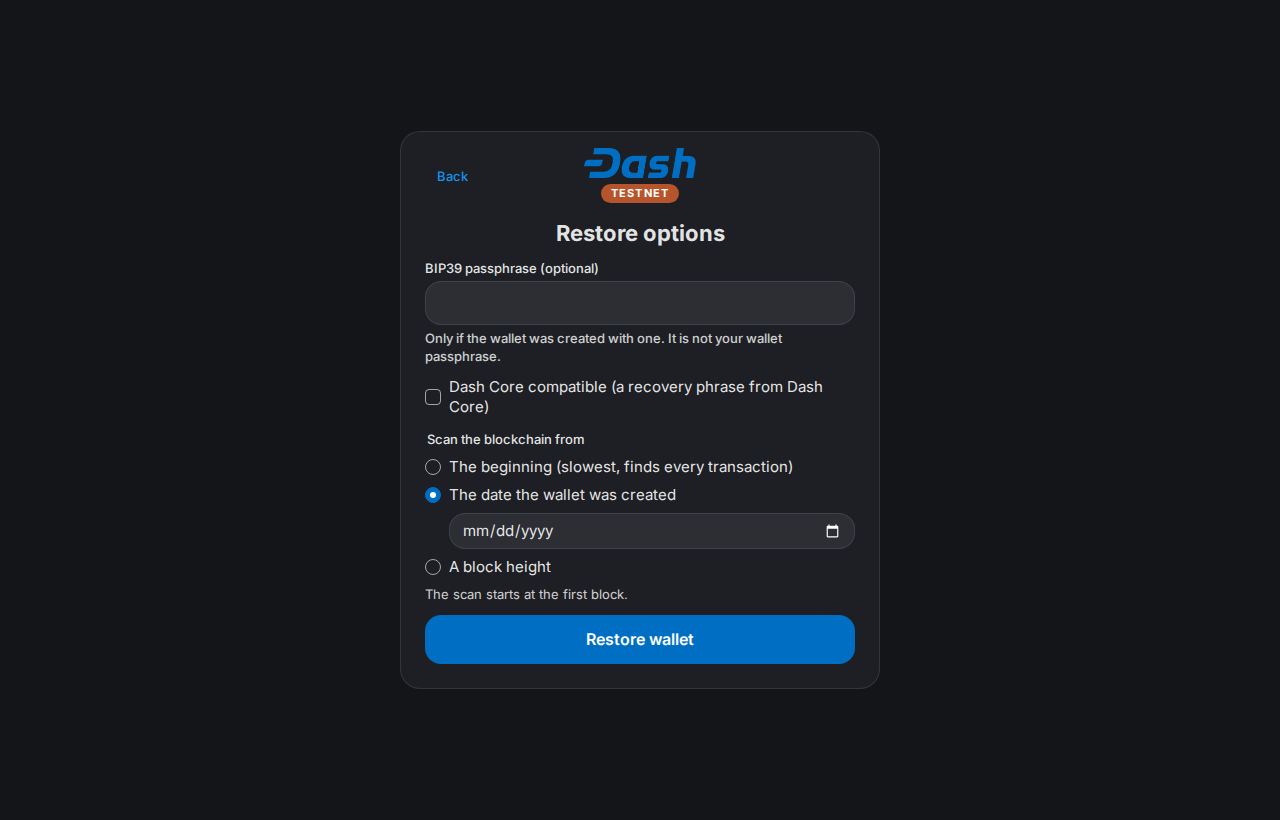 Back
Dash
TESTNET
Restore options
BIP39 passphrase (optional)
Only if the wallet was created with one. It is not your wallet
passphrase.
Dash Core compatible (a recovery phrase from Dash
Core)
Scan the blockchain from
The beginning (slowest, finds every transaction)
The date the wallet was created
mm/dd/yyyy
A block height
The scan starts at the first block.
Restore wallet